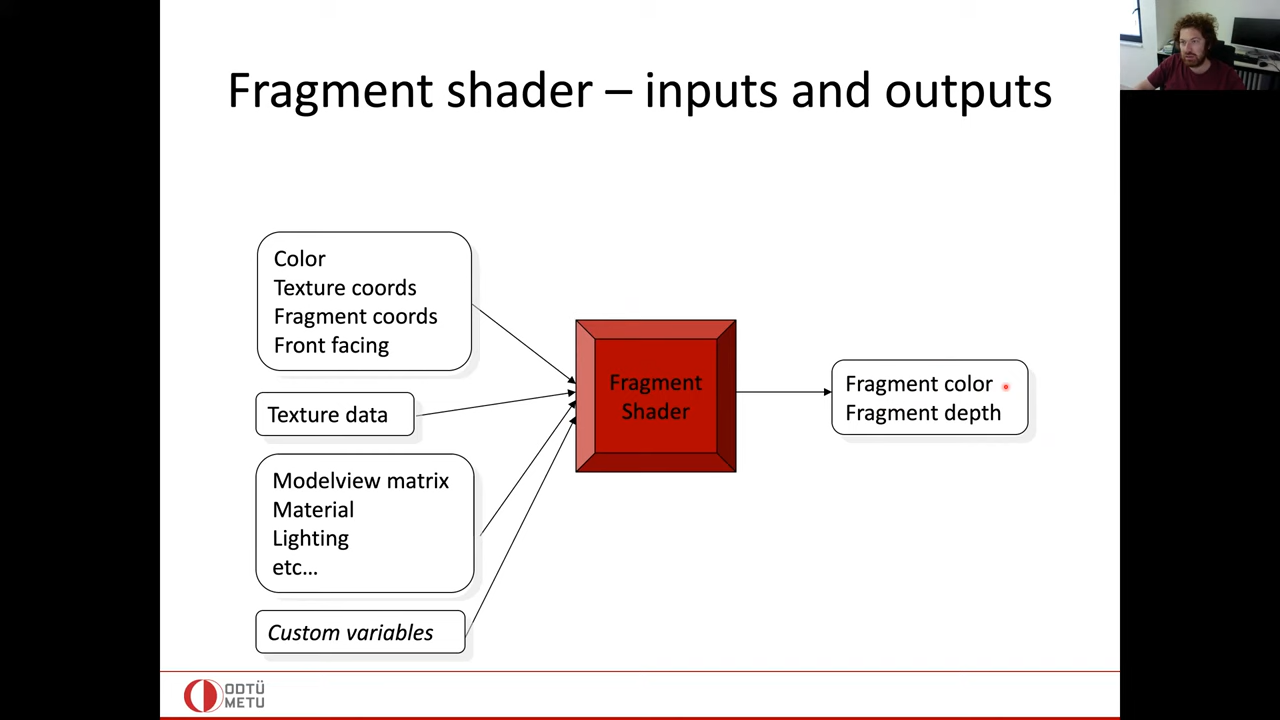 Fragment shader – inputs and outputs
Color
Texture coords
Fragment coords
Front facing
Texture data
Modelview matrix
Material
Lighting
etc...
Custom variables
Fragment
Shader
Fragment color
Fragment depth
ODTÜ
METU